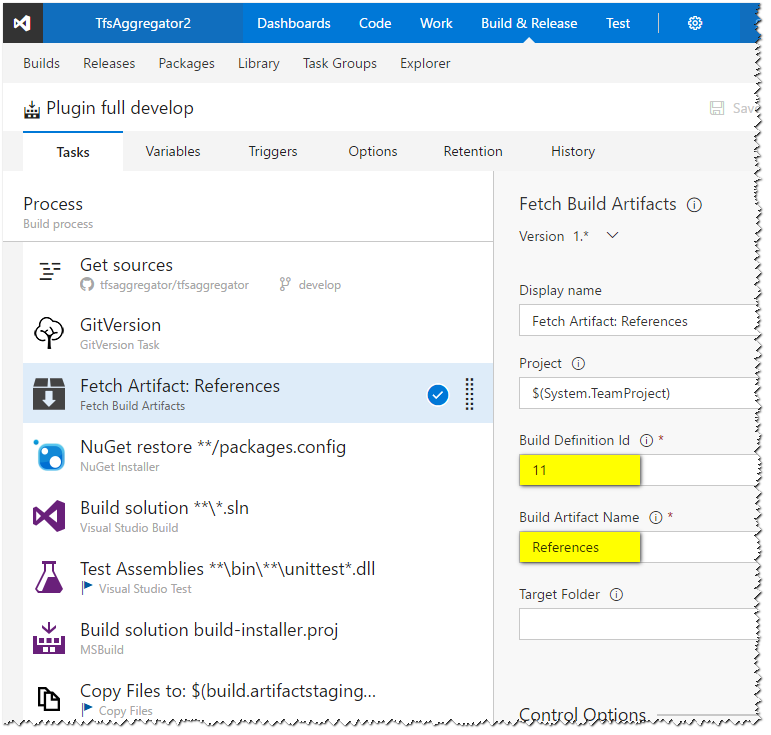 TfsAggregator2 Dashboards Code Work Build & Release Test
Builds Releases Packages Library Task Groups Explorer
Plugin full develop
Save
Tasks Variables Triggers Options Retention History
Process
Build process
Get sources
tfsaggregator/tfsaggregator develop
GitVersion
GitVersion Task
Fetch Artifact: References
Fetch Build Artifacts
NuGet restore **/packages.config
NuGet Installer
Build solution **\*.sln
Visual Studio Build
Test Assemblies **\bin\**\unittest*.dll
Visual Studio Test
Build solution build-installer.proj
MSBuild
Copy Files to: $(build.artifactstaging...
Copy Files
Fetch Build Artifacts
Version 1.*
Display name
Fetch Artifact: References
Project
$(System.TeamProject)
Build Definition Id *
11
Build Artifact Name *
References
Target Folder
Control Options